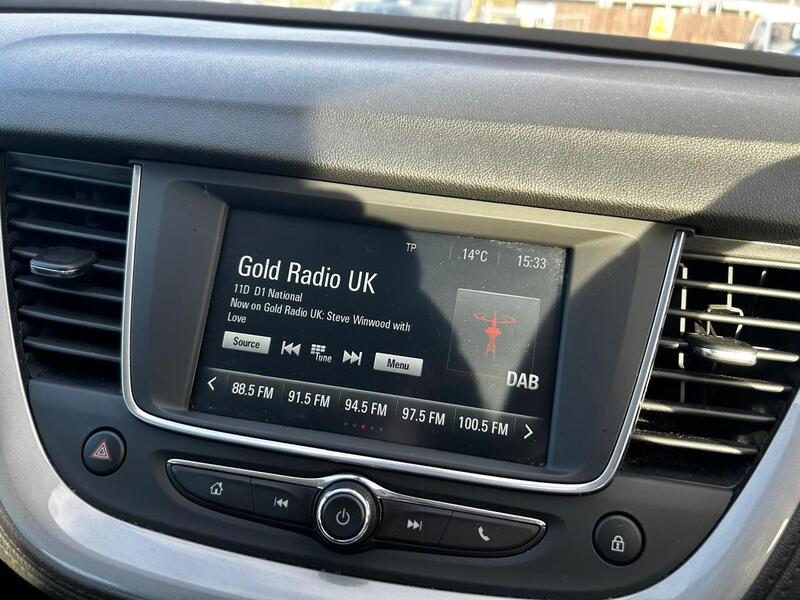 TP 14°C 15:33
Gold Radio UK
11D D1 National
Now on Gold Radio UK: Steve Winwood with
Love
Source Tune Menu
DAB
88.5 FM 91.5 FM 94.5 FM 97.5 FM 100.5 FM